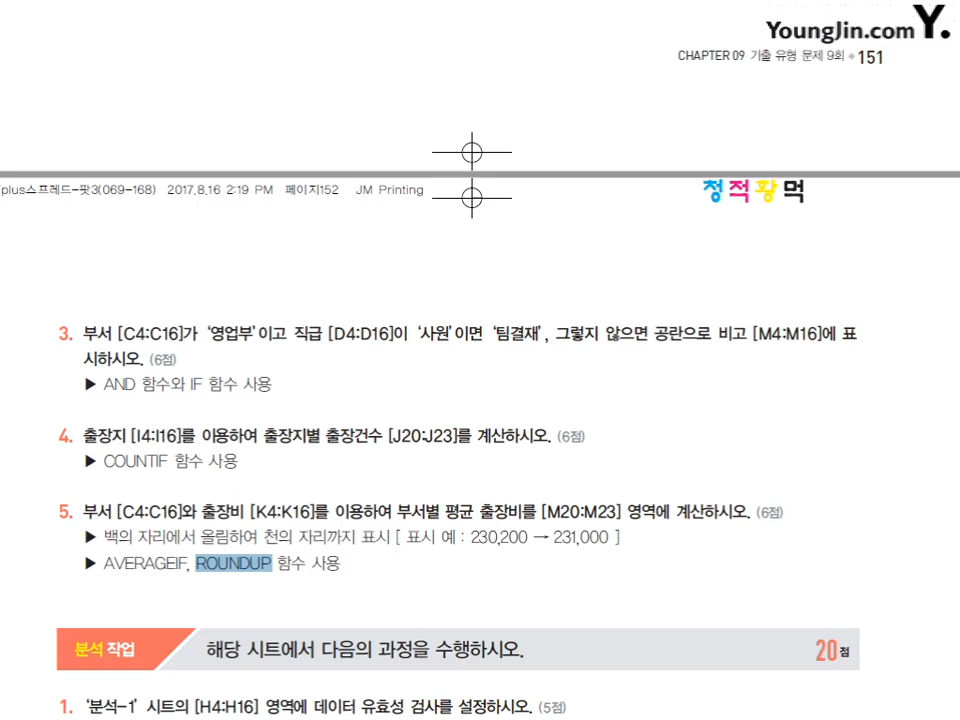 YoungJin.com Y.
CHAPTER 09 기출 유형 문제 9회 151
plus스프레드-팟3(069-168) 2017.8.16 2:19 PM 페이지152 JM Printing
청적황먹
3. 부서 [C4:C16]가 ‘영업부’이고 직급 [D4:D16]이 ‘사원’이면 ‘팀결재’, 그렇지 않으면 공란으로 비고 [M4:M16]에 표
시하시오. (6점)
▶ AND 함수와 IF 함수 사용
4. 출장지 [I4:I16]를 이용하여 출장지별 출장건수 [J20:J23]를 계산하시오. (6점)
▶ COUNTIF 함수 사용
5. 부서 [C4:C16]와 출장비 [K4:K16]를 이용하여 부서별 평균 출장비를 [M20:M23] 영역에 계산하시오. (6점)
▶ 백의 자리에서 올림하여 천의 자리까지 표시 [ 표시 예 : 230,200 → 231,000 ]
▶ AVERAGEIF, ROUNDUP 함수 사용
분석 작업 해당 시트에서 다음의 과정을 수행하시오. 20점
1. ‘분석-1’ 시트의 [H4:H16] 영역에 데이터 유효성 검사를 설정하시오. (5점)